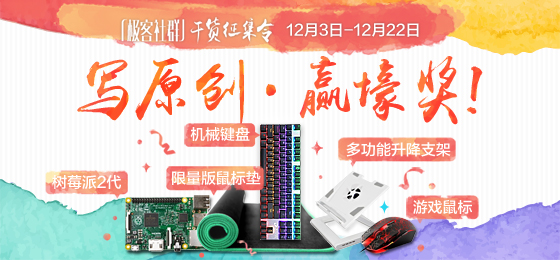 「极客社群」干货征集令 12月3日-12月22日
写原创·赢壕奖!
机械键盘
多功能升降支架
树莓派2代
限量版鼠标垫
游戏鼠标